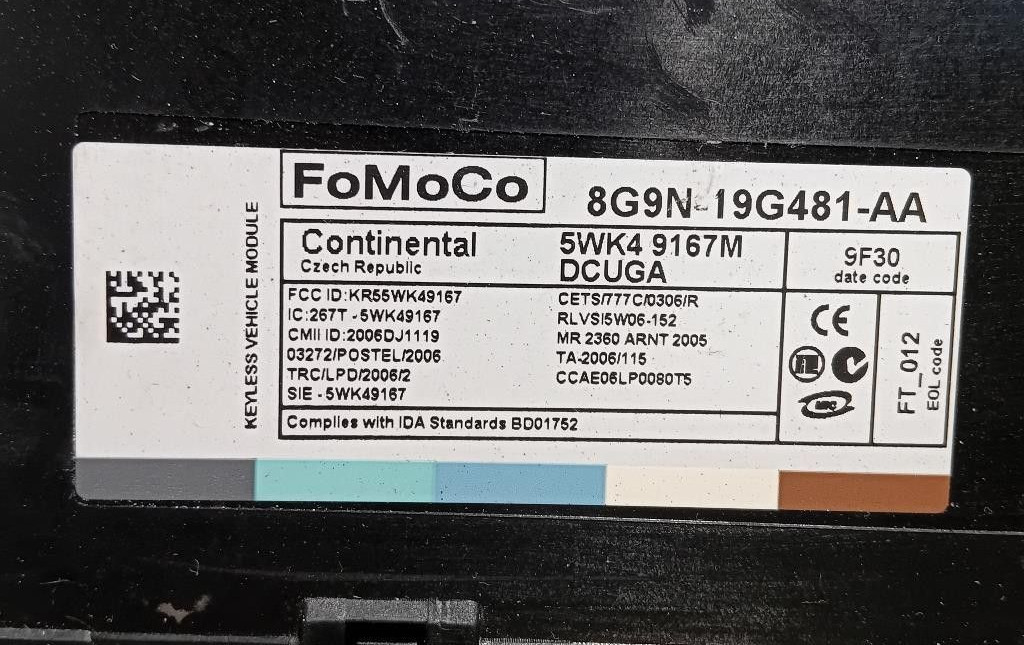 FoMoCo
8G9N-19G481-AA
KEYLESS VEHICLE MODULE
Continental
Czech Republic
5WK4 9167M
DCUGA
9F30
date code
FCC ID:KR55WK49167
IC:267T - 5WK49167
CMII ID:2006DJ1119
03272/POSTEL/2006
TRC/LPD/2006/2
SIE - 5WK49167
CETS/777C/0306/R
RLVSI5W06-152
MR 2360 ARNT 2005
TA-2006/115
CCAE06LP0080T5
Complies with IDA Standards BD01752
CE
FT_012
EOL code